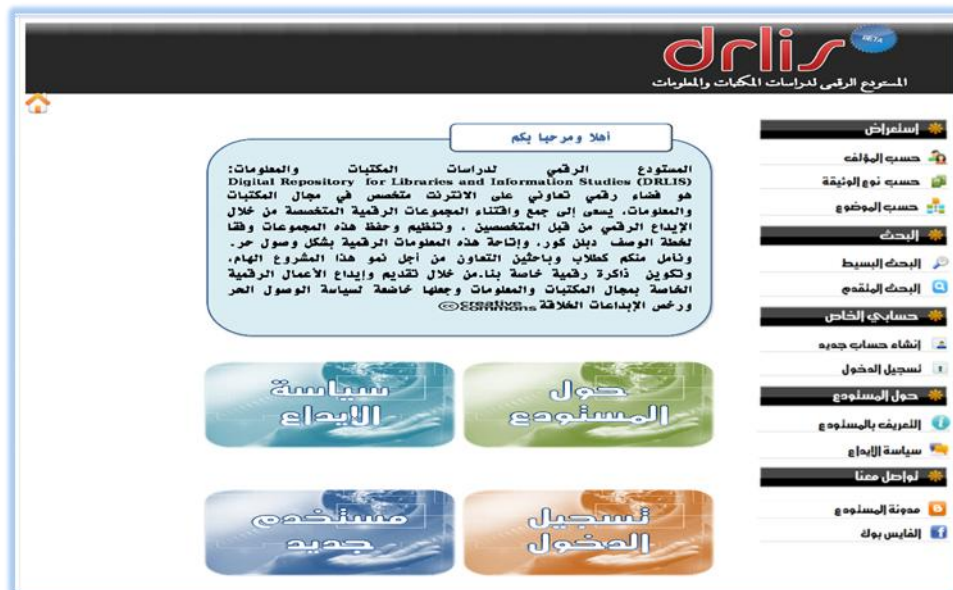 drlis BETA
المستودع الرقمي لدراسات المكتبات والمعلومات
إستعراض
حسب المؤلف
حسب نوع الوثيقة
حسب الموضوع
البحث
البحث البسيط
البحث المتقدم
حسابي الخاص
إنشاء حساب جديد
تسجيل الدخول
حول المستودع
التعريف بالمستودع
سياسة الإيداع
تواصل معنا
مدونة المستودع
الفايس بوك
أهلا ومرحبا بكم
المستودع الرقمي لدراسات المكتبات والمعلومات:
Digital Repository for Libraries and Information Studies (DRLIS)
هو فضاء رقمي تعاوني على الانترنت متخصص في مجال المكتبات
والمعلومات، يسعى إلى جمع واقتناء المجموعات الرقمية المتخصصة من خلال
الإيداع الرقمي من قبل المتخصصين ، وتنظيم وحفظ هذه المجموعات وفقا
لخطة الوصف دبلن كور، وإتاحة هذه المعلومات الرقمية بشكل وصول حر.
ونأمل منكم كطلاب وباحثين التعاون من أجل نمو هذا المشروع الهام،
وتكوين ذاكرة رقمية خاصة بنا.من خلال تقديم وإيداع الأعمال الرقمية
الخاصة بمجال المكتبات والمعلومات وجعلها خاضعة لسياسة الوصول الحر
ورخص الإبداعات الخلاقة creative commons
حول المستودع
سياسة الايداع
تسجيل الدخول
مستخدم جديد